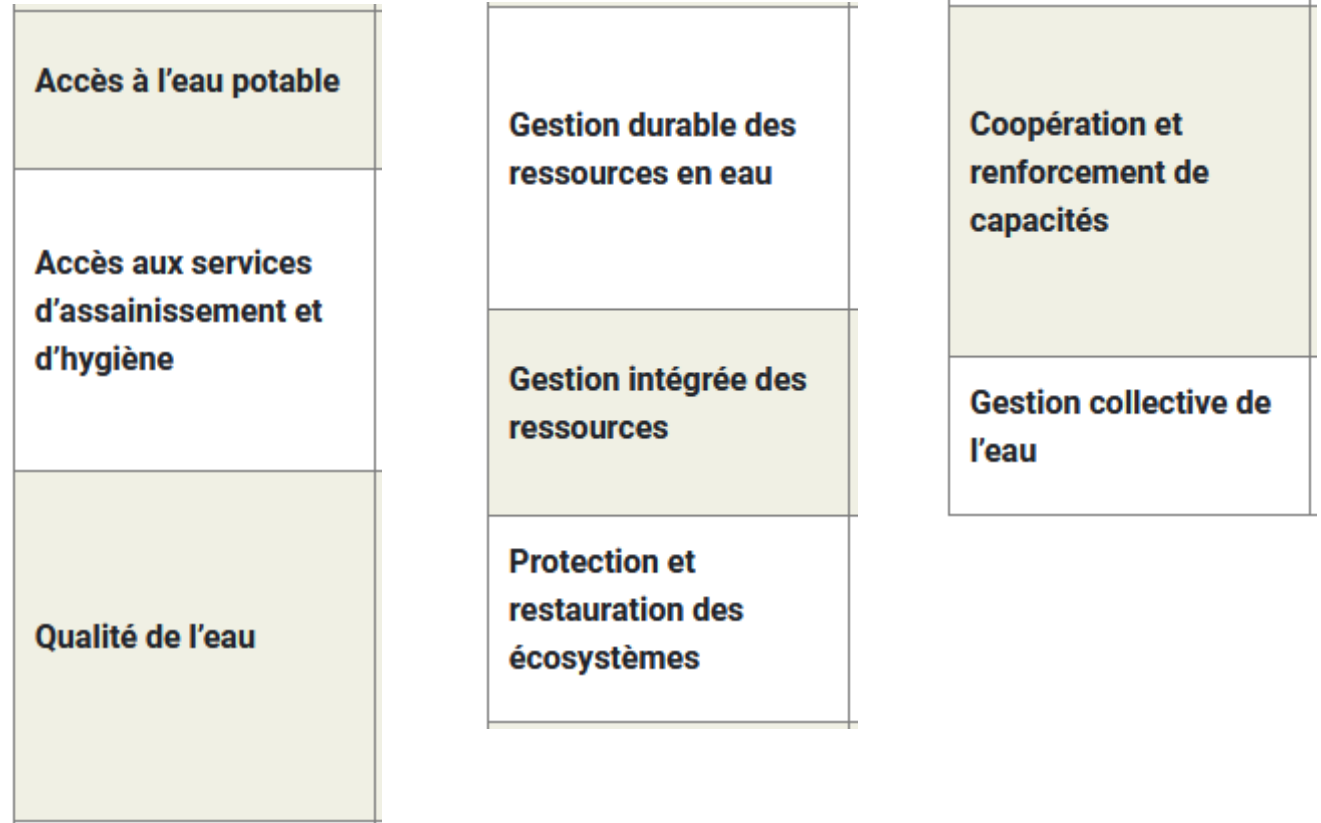 Accès à l’eau potable
Accès aux services
d’assainissement et
d’hygiène
Qualité de l’eau
Gestion durable des
ressources en eau
Gestion intégrée des
ressources
Protection et
restauration des
écosystèmes
Coopération et
renforcement de
capacités
Gestion collective de
l’eau